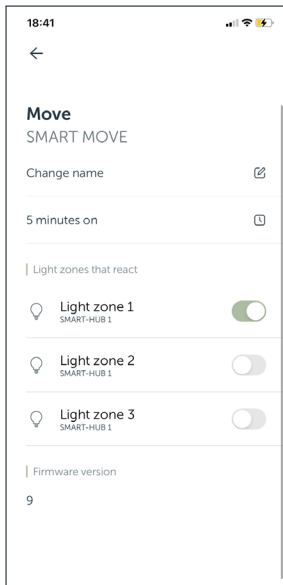 18:41
Move
SMART MOVE
Change name
5 minutes on
Light zones that react
Light zone 1
SMART-HUB 1
Light zone 2
SMART-HUB 1
Light zone 3
SMART-HUB 1
Firmware version
9